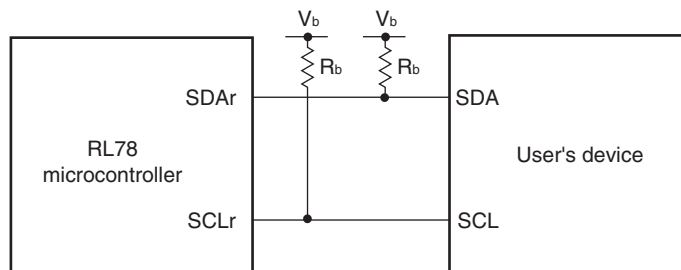 Vb
Vb
Rb
Rb
SDAr
SDA
RL78
microcontroller
User's device
SCLr
SCL